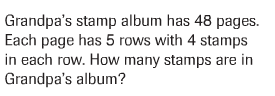 Grandpa's stamp album has 48 pages.
Each page has 5 rows with 4 stamps
in each row. How many stamps are in
Grandpa's album?